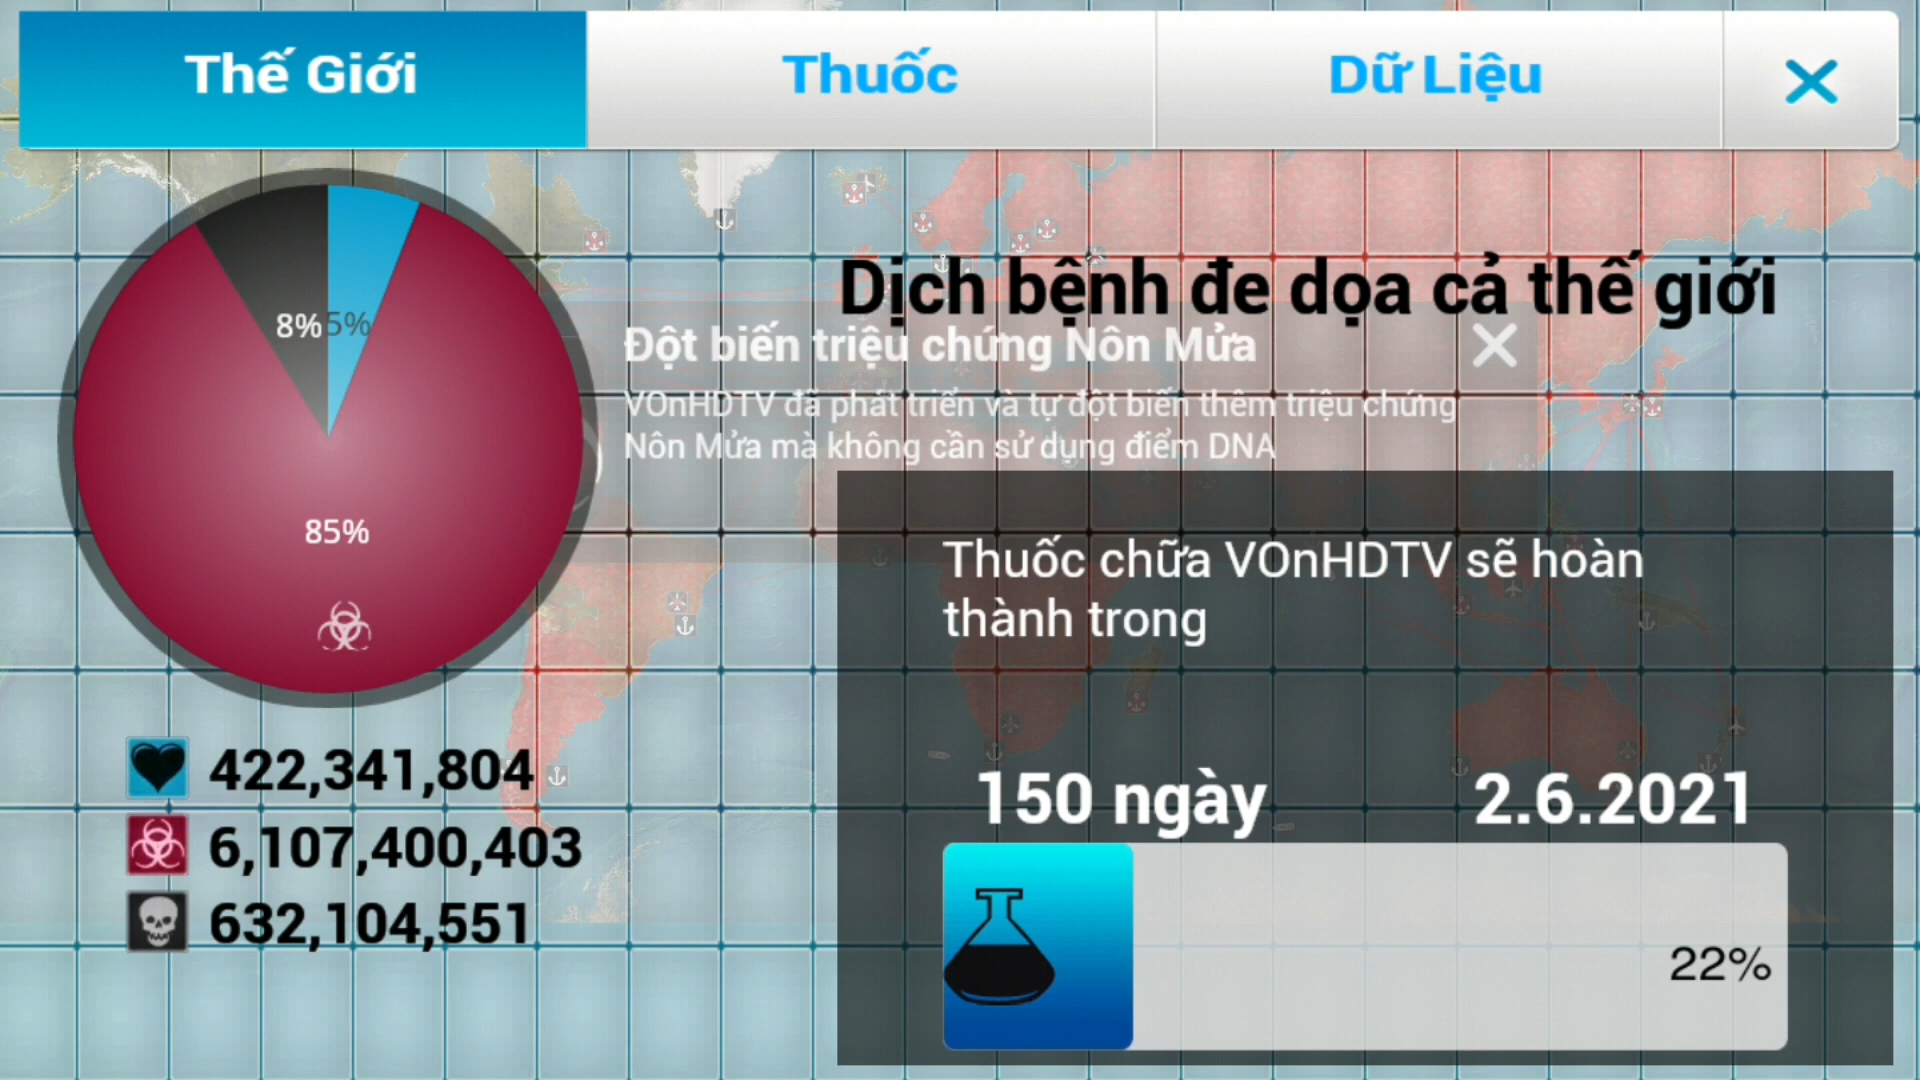 Thế Giới
Thuốc
Dữ Liệu
8%
5%
85%
Dịch bệnh đe dọa cả thế giới
Đột biến triệu chứng Nôn Mửa
VOnHDTV đã phát triển và tự đột biến thêm triệu chứng
Nôn Mửa mà không cần sử dụng điểm DNA
422,341,804
6,107,400,403
632,104,551
Thuốc chữa VOnHDTV sẽ hoàn
thành trong
150 ngày
2.6.2021
22%